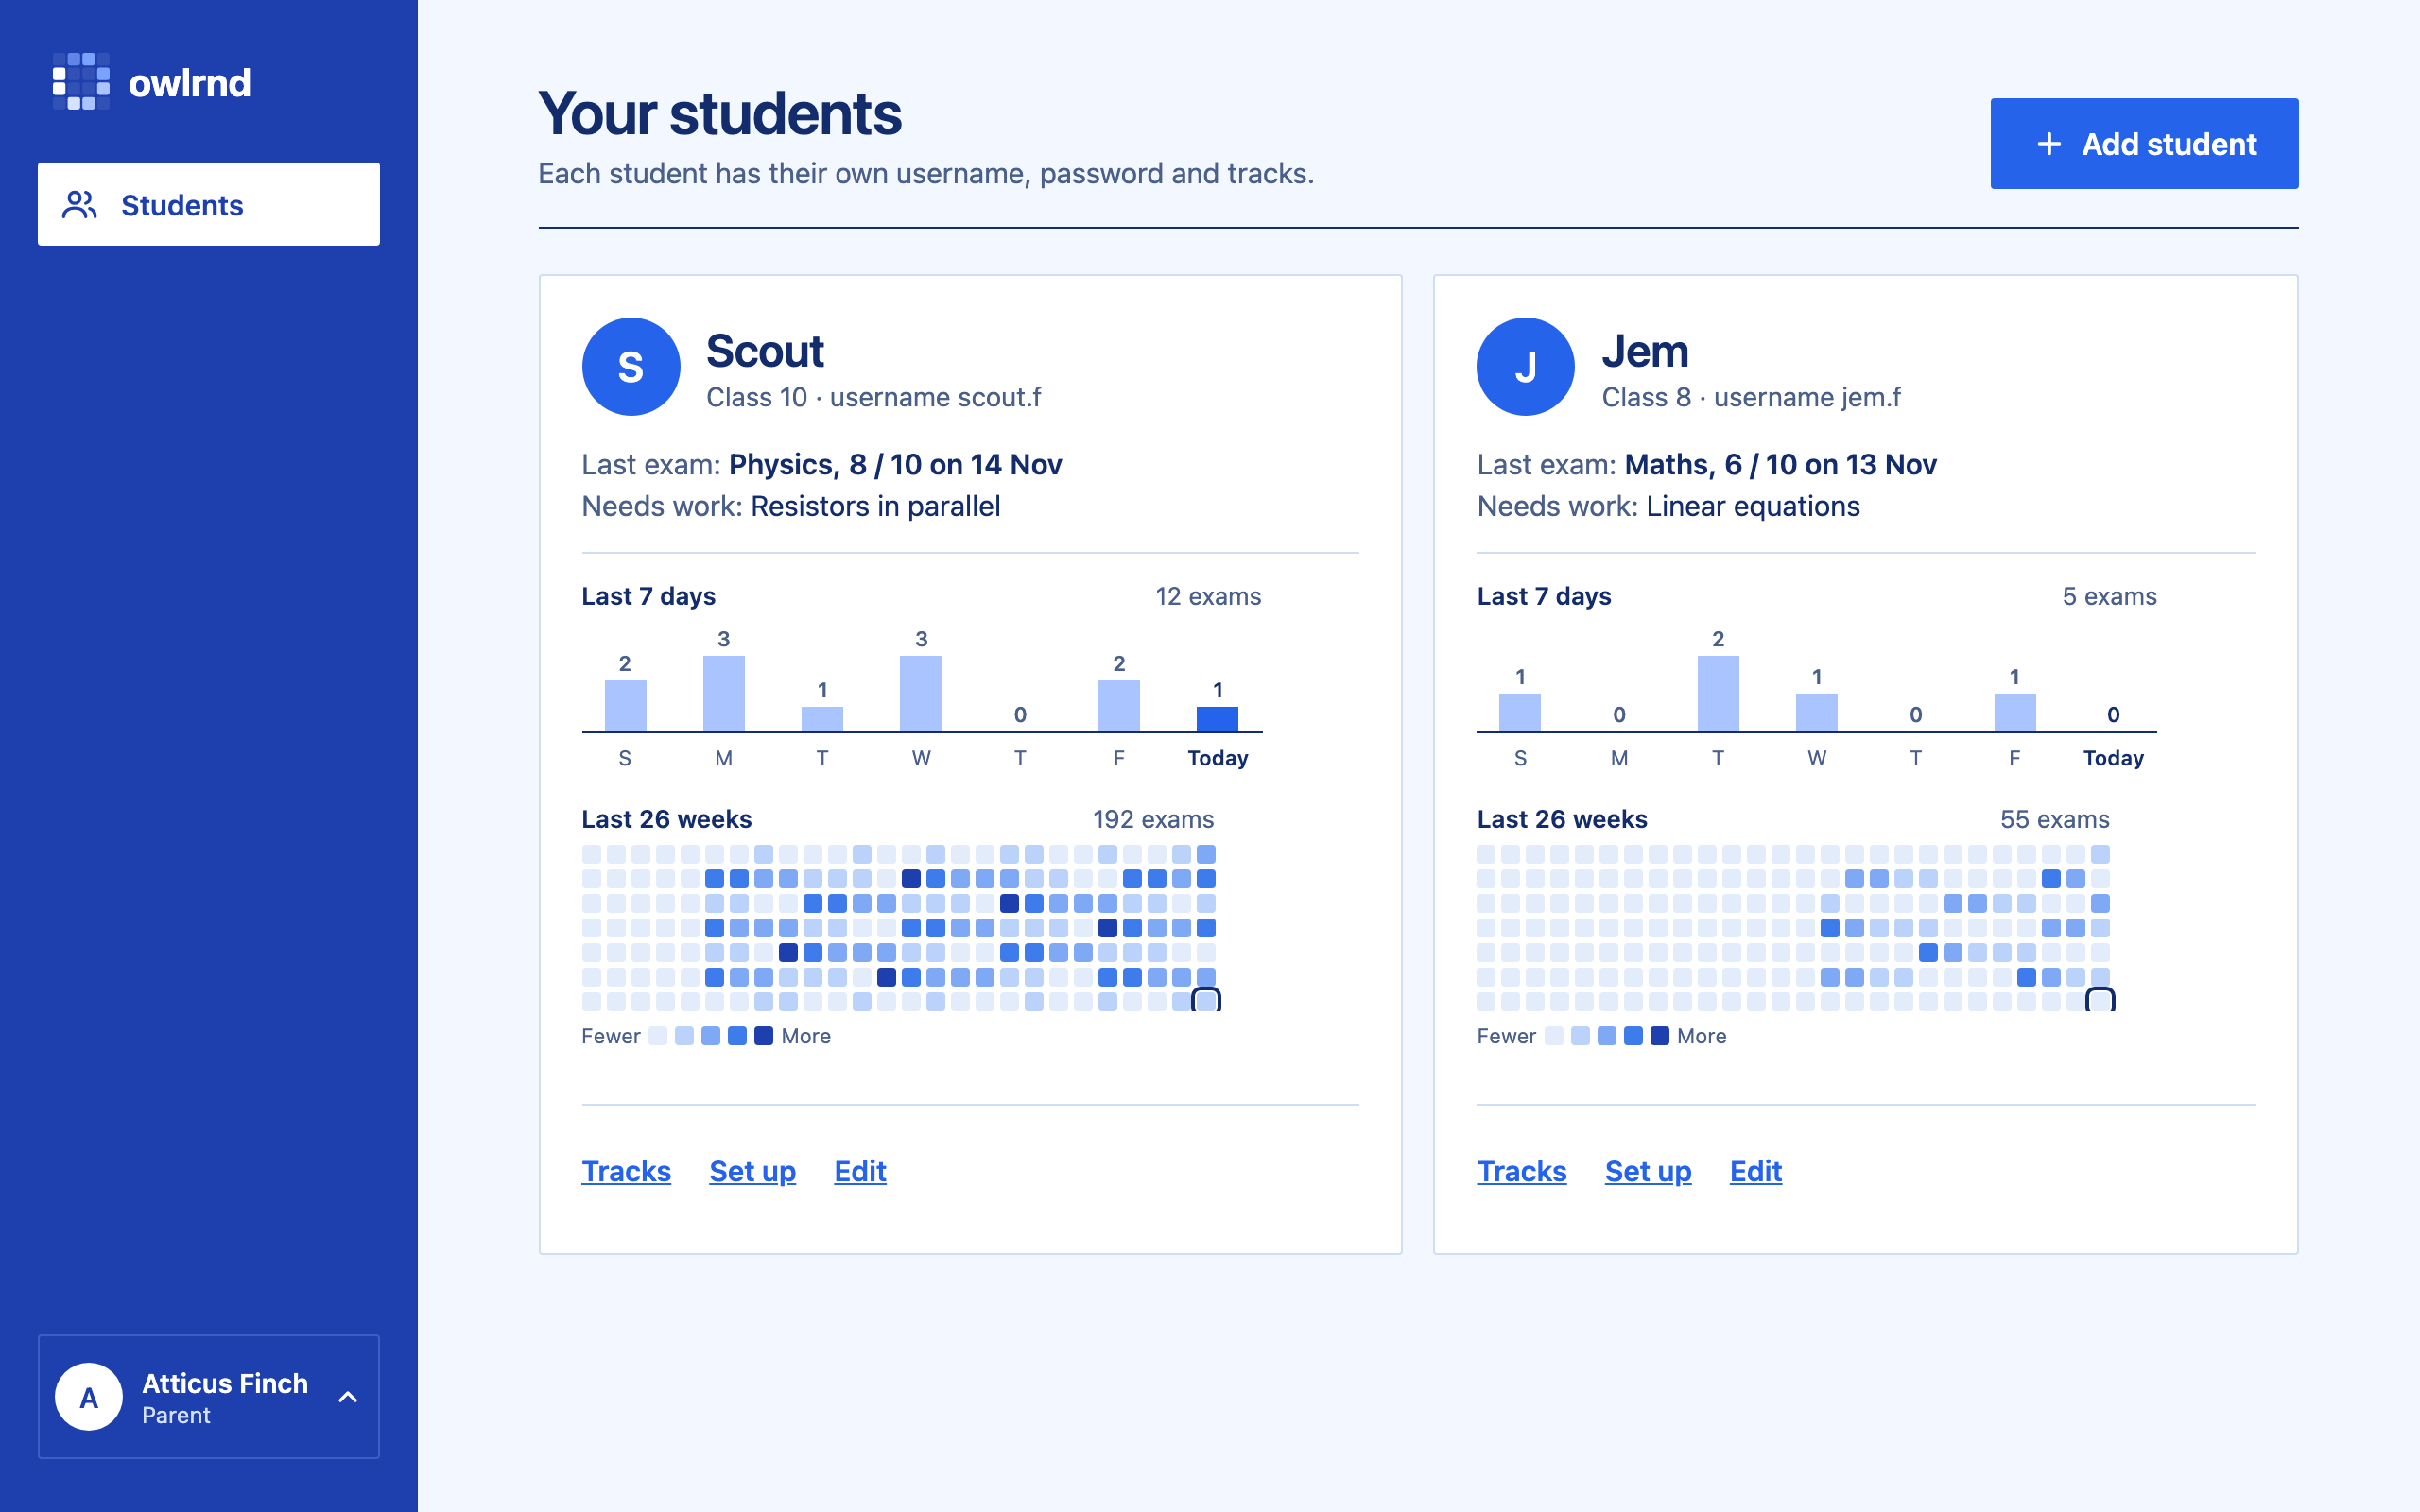 owlrnd
Students
Your students
Each student has their own username, password and tracks.
+ Add student
S
Scout
Class 10 · username scout.f
Last exam: Physics, 8 / 10 on 14 Nov
Needs work: Resistors in parallel
Last 7 days 12 exams
2 3 1 3 0 2 1
S M T W T F Today
Last 26 weeks 192 exams
Fewer More
Tracks Set up Edit
J
Jem
Class 8 · username jem.f
Last exam: Maths, 6 / 10 on 13 Nov
Needs work: Linear equations
Last 7 days 5 exams
1 0 2 1 0 1 0
S M T W T F Today
Last 26 weeks 55 exams
Fewer More
Tracks Set up Edit
A
Atticus Finch
Parent